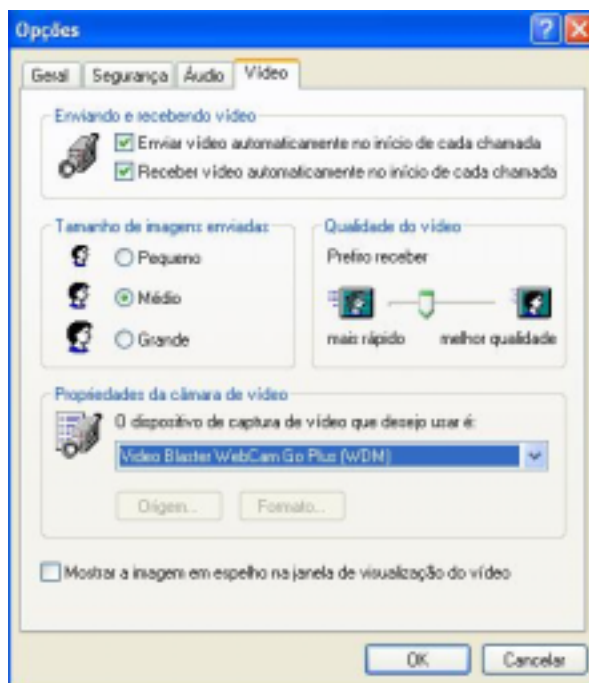 Opções
Geral Segurança Áudio Vídeo
Enviando e recebendo vídeo
Enviar vídeo automaticamente no início de cada chamada
Receber vídeo automaticamente no início de cada chamada
Tamanho de imagens enviadas
Pequeno
Médio
Grande
Qualidade do vídeo
Prefiro receber
mais rápido melhor qualidade
Propriedades da câmara de vídeo
O dispositivo de captura de vídeo que desejo usar é:
Video Blaster WebCam Go Plus (WDM)
Origem... Formato...
Mostrar a imagem em espelho na janela de visualização do vídeo
OK Cancelar